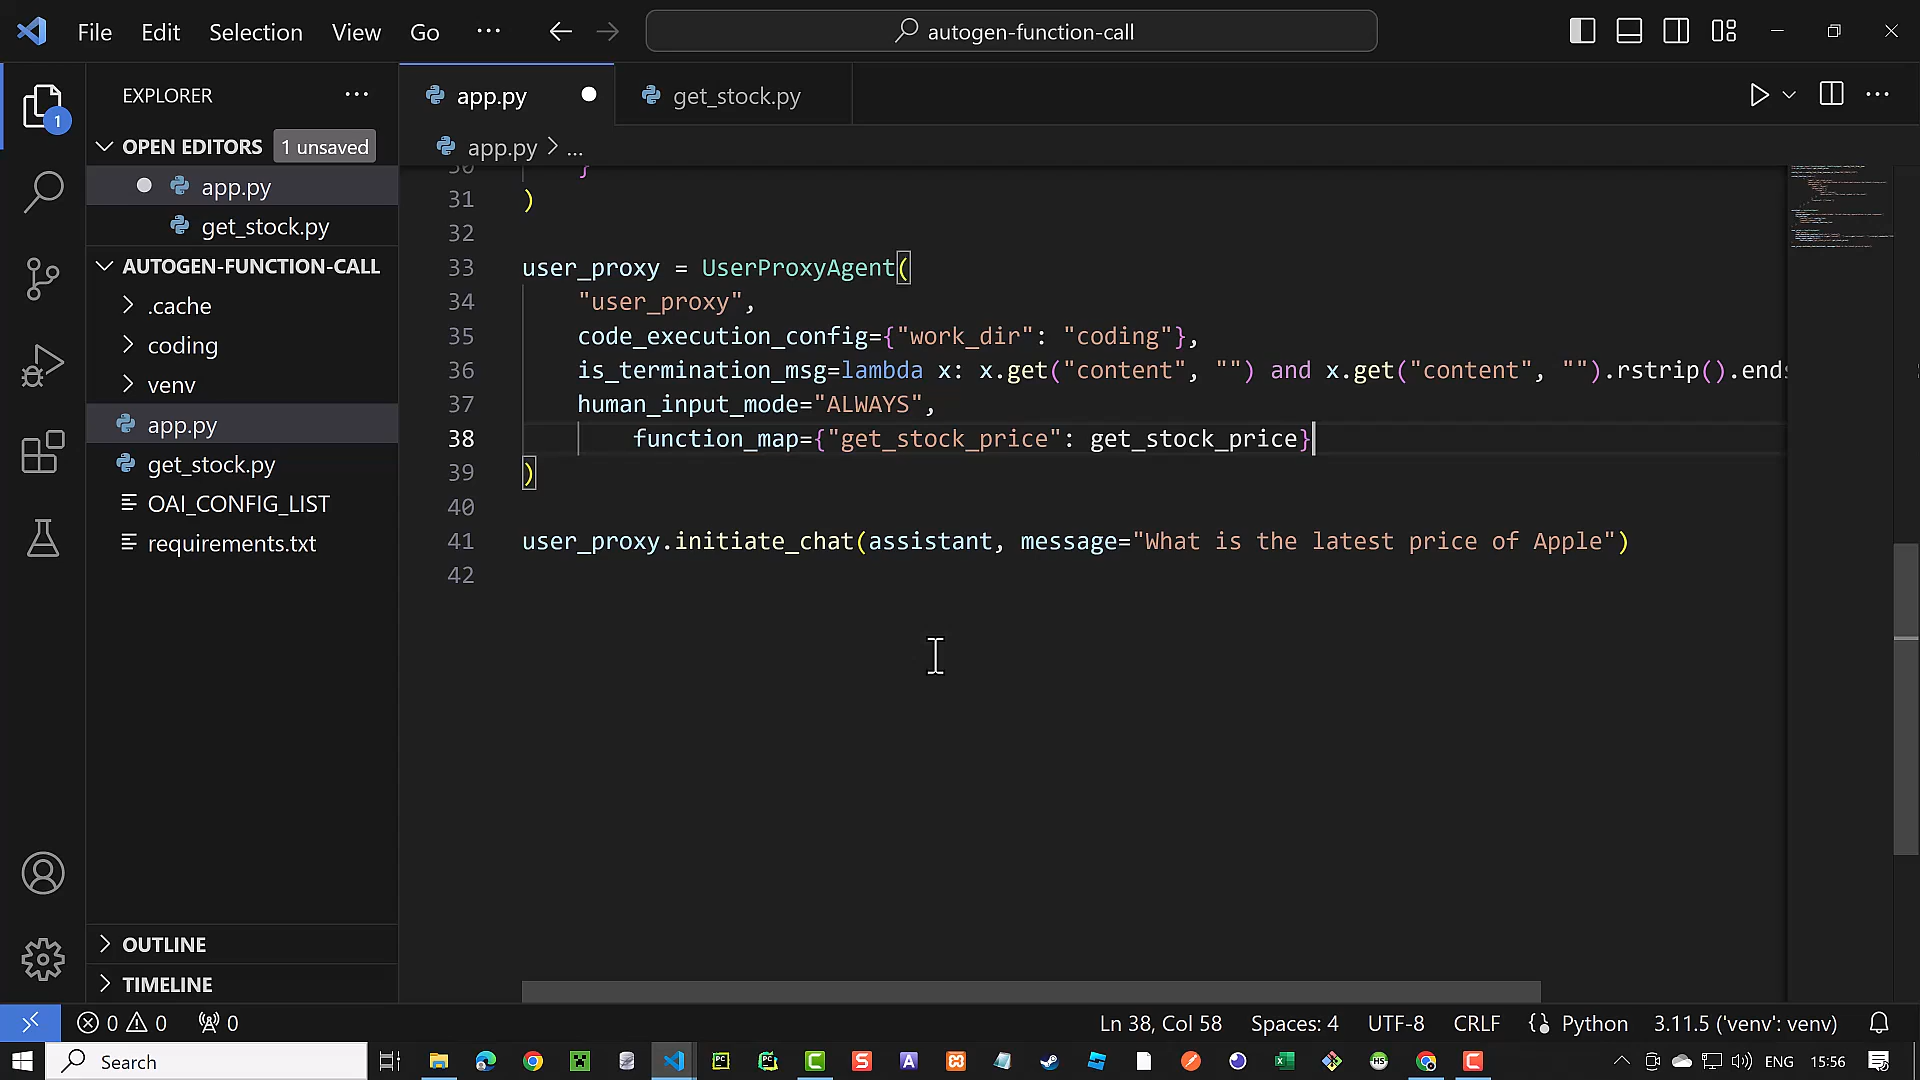 File Edit Selection View Go ··· autogen-function-call
EXPLORER ···
OPEN EDITORS 1 unsaved
app.py
get_stock.py
AUTOGEN-FUNCTION-CALL
.cache
coding
venv
app.py
get_stock.py
OAI_CONFIG_LIST
requirements.txt
OUTLINE
TIMELINE
1
app.py get_stock.py
app.py > ...
30 }
31 )
32
33 user_proxy = UserProxyAgent(
34 "user_proxy",
35 code_execution_config={"work_dir": "coding"},
36 is_termination_msg=lambda x: x.get("content", "") and x.get("content", "").rstrip().ends
37 human_input_mode="ALWAYS",
38 function_map={"get_stock_price": get_stock_price}
39 )
40
41 user_proxy.initiate_chat(assistant, message="What is the latest price of Apple")
42
0 0 0 Ln 38, Col 58 Spaces: 4 UTF-8 CRLF Python 3.11.5 ('venv': venv)
Search ENG 15:56